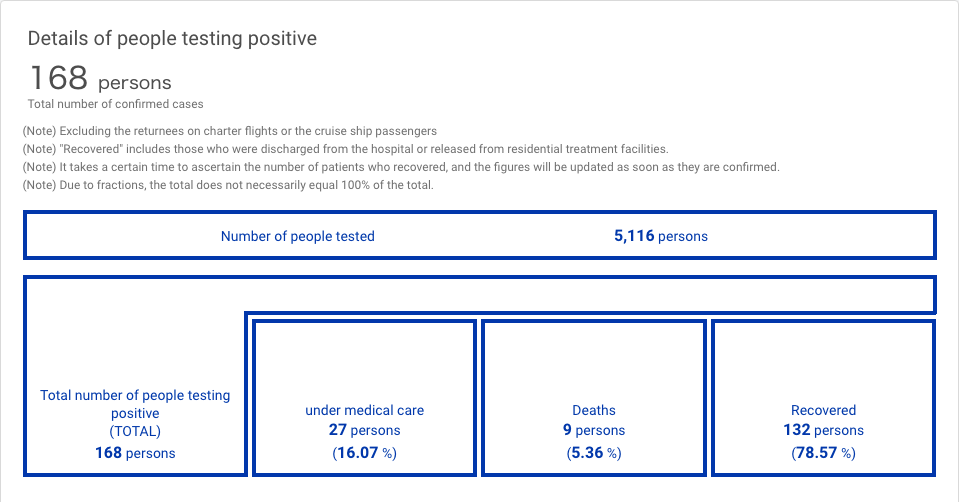 Details of people testing positive
168 persons
Total number of confirmed cases
(Note) Excluding the returnees on charter flights or the cruise ship passengers
(Note) "Recovered" includes those who were discharged from the hospital or released from residential treatment facilities.
(Note) It takes a certain time to ascertain the number of patients who recovered, and the figures will be updated as soon as they are confirmed.
(Note) Due to fractions, the total does not necessarily equal 100% of the total.
Number of people tested 5,116 persons
Total number of people testing
positive
(TOTAL)
168 persons
under medical care
27 persons
(16.07 %)
Deaths
9 persons
(5.36 %)
Recovered
132 persons
(78.57 %)